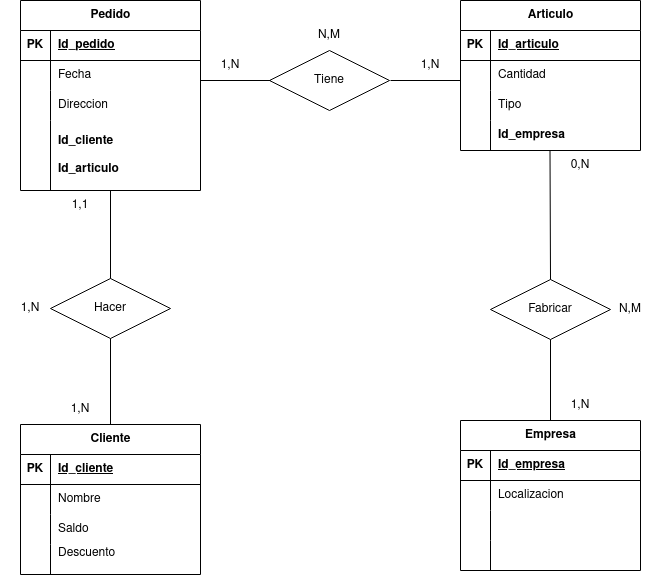 Pedido
PK Id_pedido
Fecha
Direccion
Id_cliente
Id_articulo
1,N
N,M
Tiene
1,N
Articulo
PK Id_articulo
Cantidad
Tipo
Id_empresa
1,1
0,N
1,N
Hacer
Fabricar
N,M
1,N
1,N
Cliente
PK Id_cliente
Nombre
Saldo
Descuento
Empresa
PK Id_empresa
Localizacion